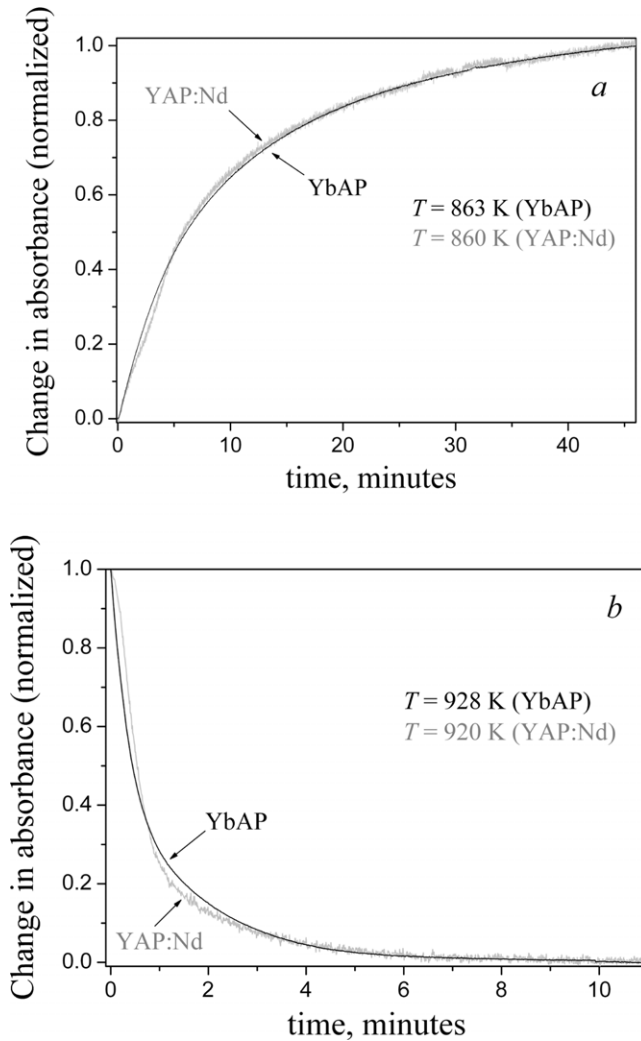 Change in absorbance (normalized)
1.0
0.8
0.6
0.4
0.2
0.0
a
YAP:Nd
YbAP
T = 863 K (YbAP)
T = 860 K (YAP:Nd)
0 10 20 30 40
time, minutes
Change in absorbance (normalized)
1.0
0.8
0.6
0.4
0.2
0.0
b
T = 928 K (YbAP)
T = 920 K (YAP:Nd)
YbAP
YAP:Nd
0 2 4 6 8 10
time, minutes